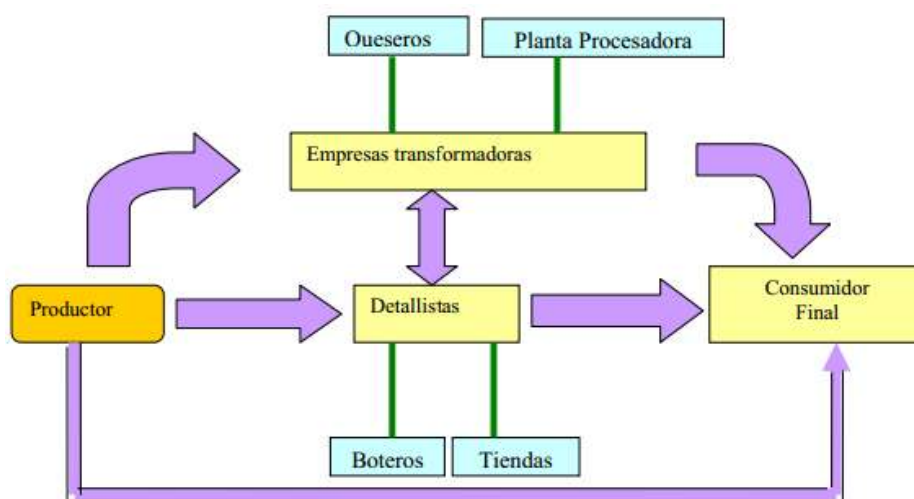 Oueseros
Planta Procesadora
Empresas transformadoras
Productor
Detallistas
Consumidor
Final
Boteros
Tiendas